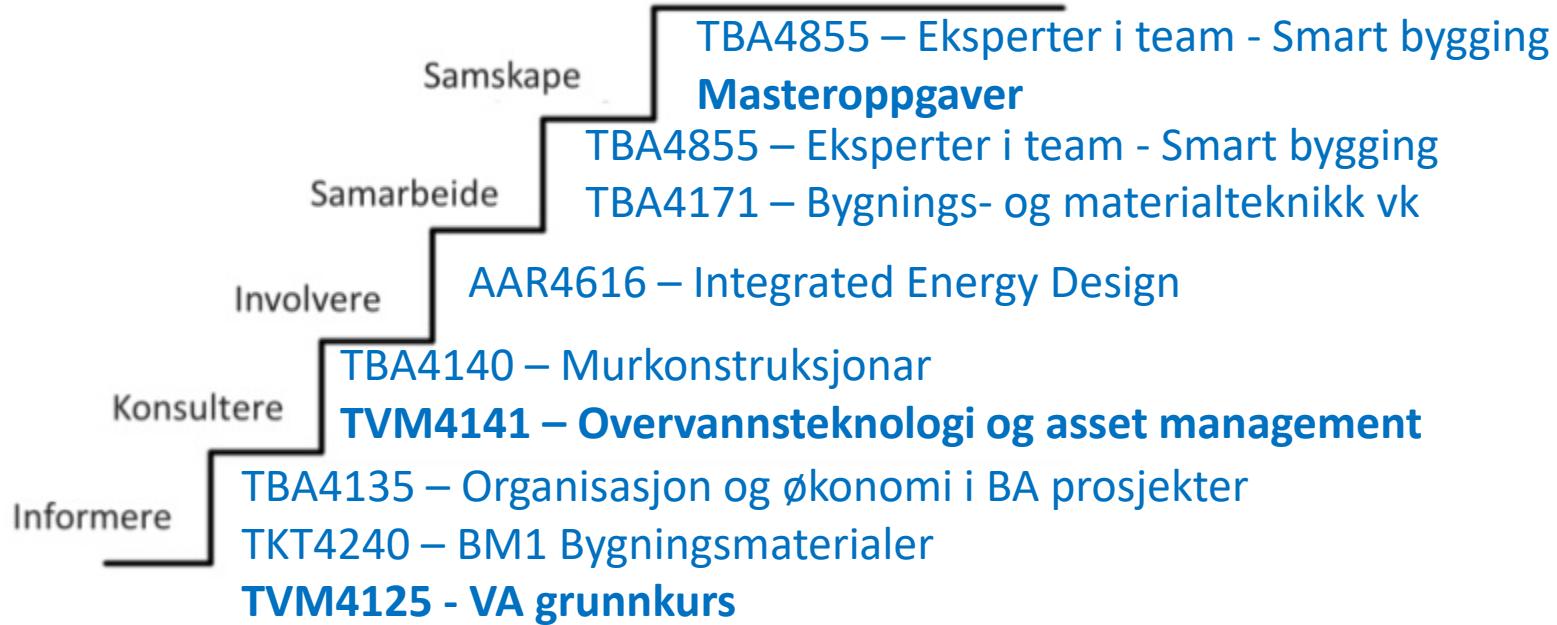 TBA4855 – Eksperter i team - Smart bygging
Samskape
Masteroppgaver
TBA4855 – Eksperter i team - Smart bygging
Samarbeide
TBA4171 – Bygnings- og materialteknikk vk
AAR4616 – Integrated Energy Design
Involvere
TBA4140 – Murkonstruksjonar
Konsultere
TVM4141 – Overvannsteknologi og asset management
TBA4135 – Organisasjon og økonomi i BA prosjekter
Informere
TKT4240 – BM1 Bygningsmaterialer
TVM4125 - VA grunnkurs